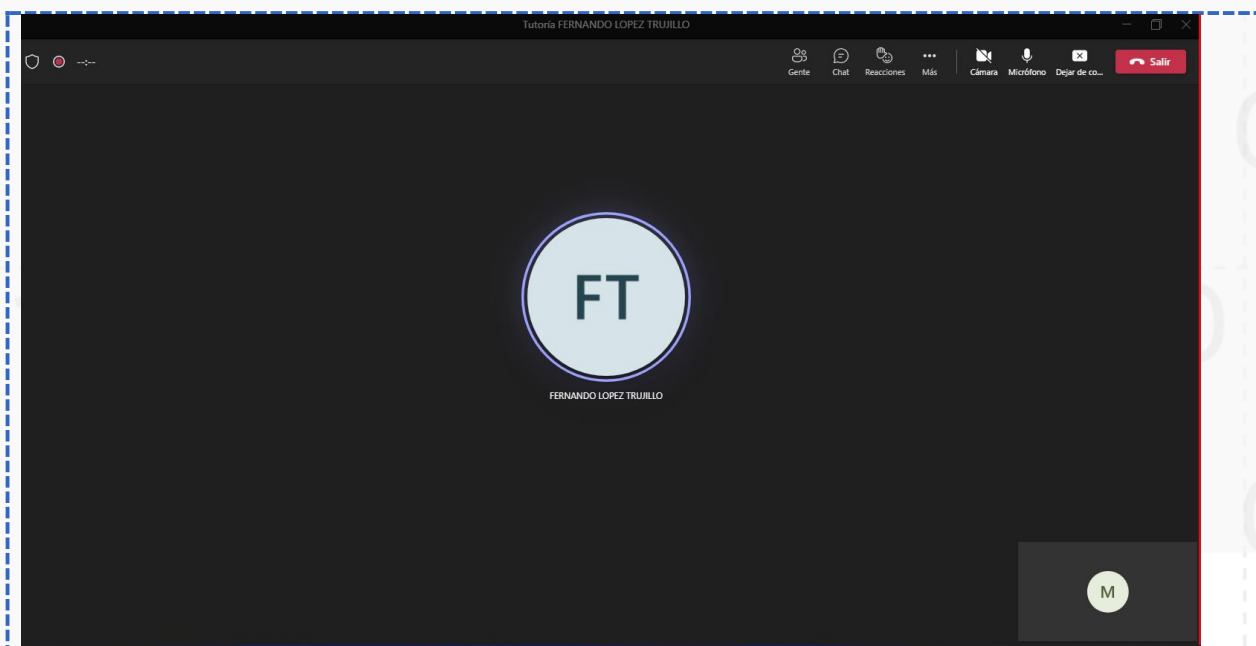 Tutoría FERNANDO LOPEZ TRUJILLO
--:--
Gente Chat Reacciones Más Cámara Micrófono Dejar de co... Salir
FT
FERNANDO LOPEZ TRUJILLO
M